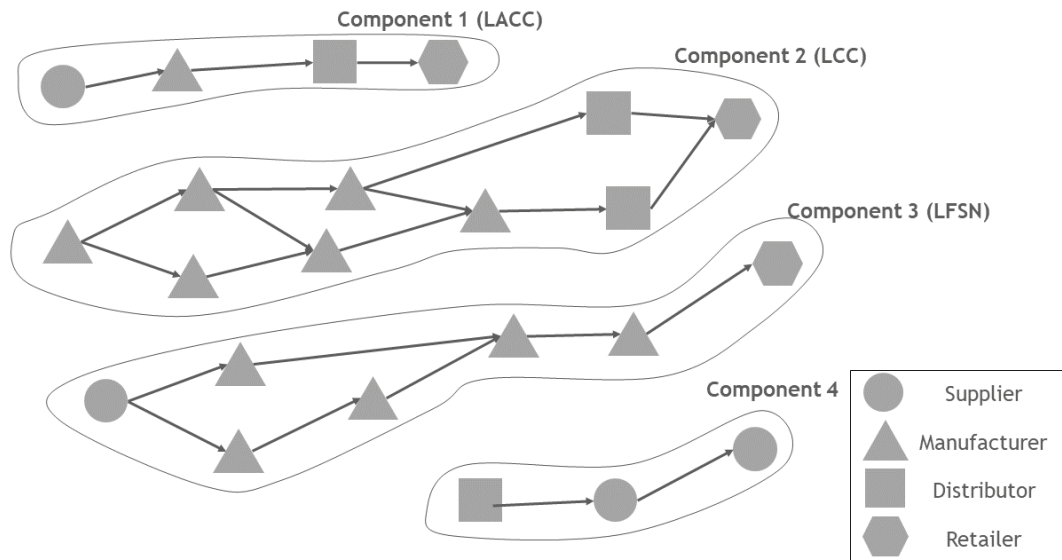 Component 1 (LACC)
Component 2 (LCC)
Component 3 (LFSN)
Component 4
Supplier
Manufacturer
Distributor
Retailer